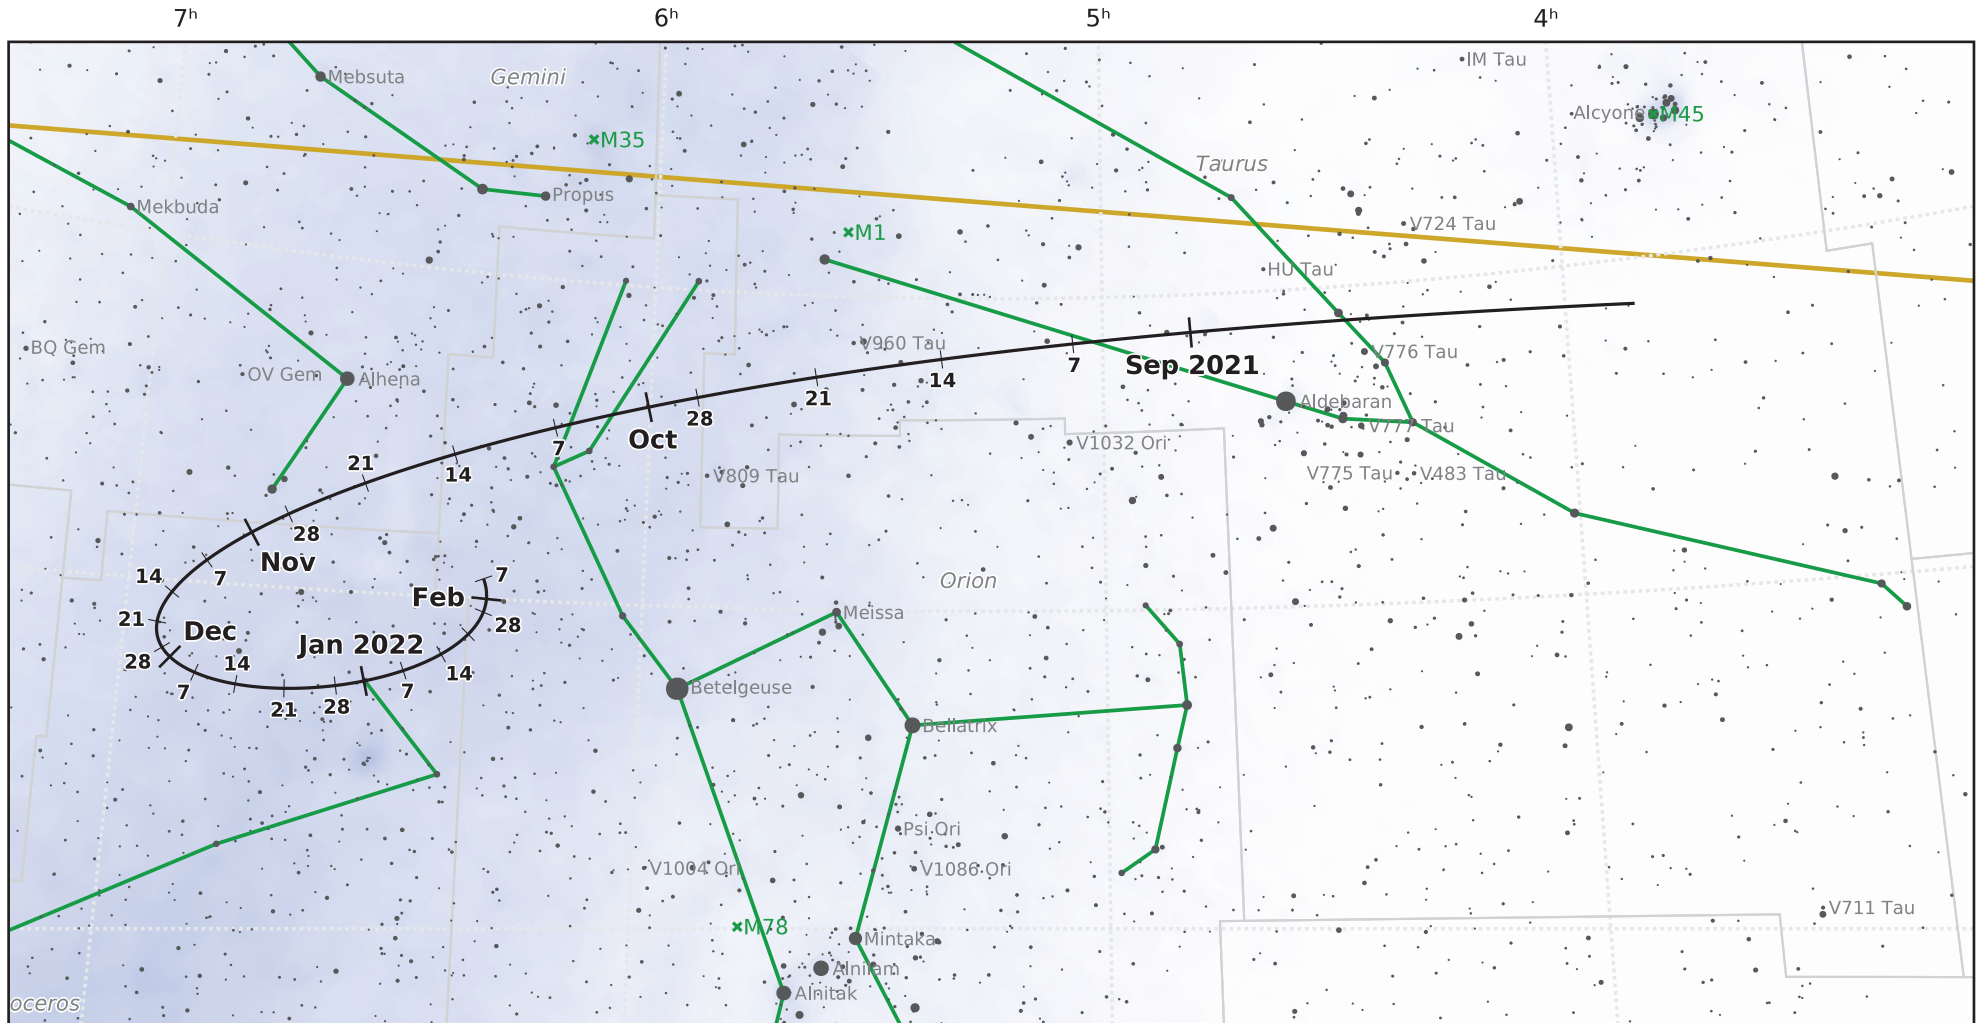 7ʰ
6ʰ
5ʰ
4ʰ
Mebsuta
Gemini
IM Tau
Alcyone
M45
M35
Taurus
Propus
Mekbuda
V724 Tau
M1
HU Tau
BQ Gem
OV Gem
Alhena
V960 Tau
V776 Tau
Sep 2021
7
14
21
28
Oct
Aldebaran
V777 Tau
V1032 Ori
7
14
21
28
V809 Tau
V775 Tau
V483 Tau
Nov
7
14
21
28
Orion
Feb
7
Dec
Jan 2022
28
Meissa
7
14
21
28
7
14
Betelgeuse
Bellatrix
Psi Ori
V1004 Ori
V1086 Ori
V711 Tau
M78
Mintaka
Alnilam
Alnitak
oceros